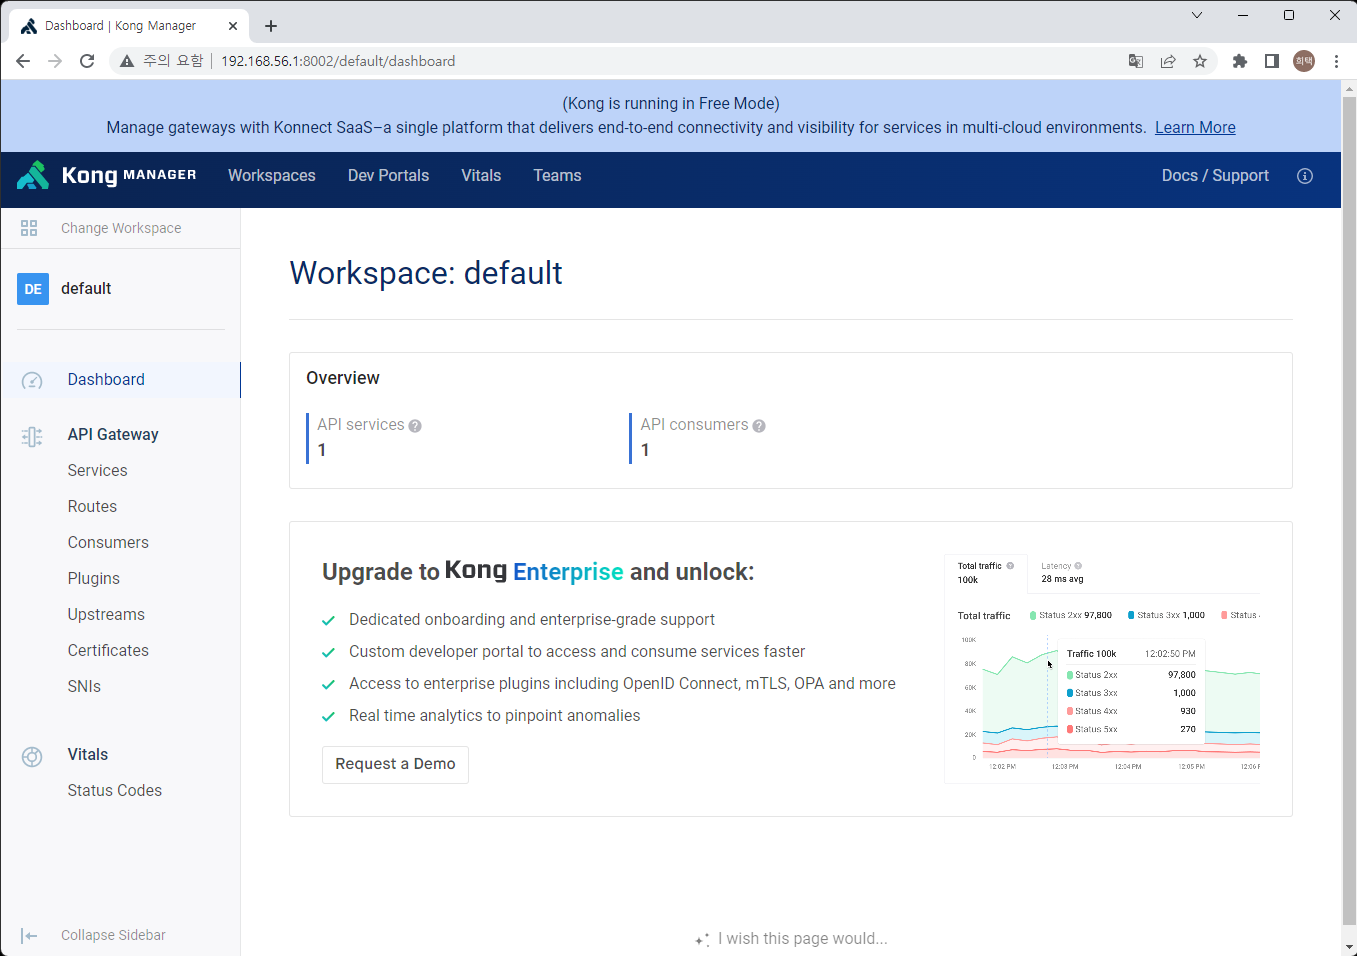 Dashboard | Kong Manager
주의 요함 | 192.168.56.1:8002/default/dashboard
희택
(Kong is running in Free Mode)
Manage gateways with Konnect SaaS–a single platform that delivers end-to-end connectivity and visibility for services in multi-cloud environments. Learn More
Kong MANAGER Workspaces Dev Portals Vitals Teams Docs / Support
Change Workspace
DE default
Dashboard
API Gateway
Services
Routes
Consumers
Plugins
Upstreams
Certificates
SNIs
Vitals
Status Codes
Collapse Sidebar
Workspace: default
Overview
API services API consumers
1 1
Upgrade to Kong Enterprise and unlock:
Dedicated onboarding and enterprise-grade support
Custom developer portal to access and consume services faster
Access to enterprise plugins including OpenID Connect, mTLS, OPA and more
Real time analytics to pinpoint anomalies
Request a Demo
Total traffic Latency
100k 28 ms avg
Total traffic Status 2xx 97,800 Status 3xx 1,000 Status
100K
80K
60K
40K
20K
0
Traffic 100k 12:02:50 PM
Status 2xx 97,800
Status 3xx 1,000
Status 4xx 930
Status 5xx 270
12:02 PM 12:03 PM 12:04 PM 12:05 PM 12:06 P
I wish this page would...